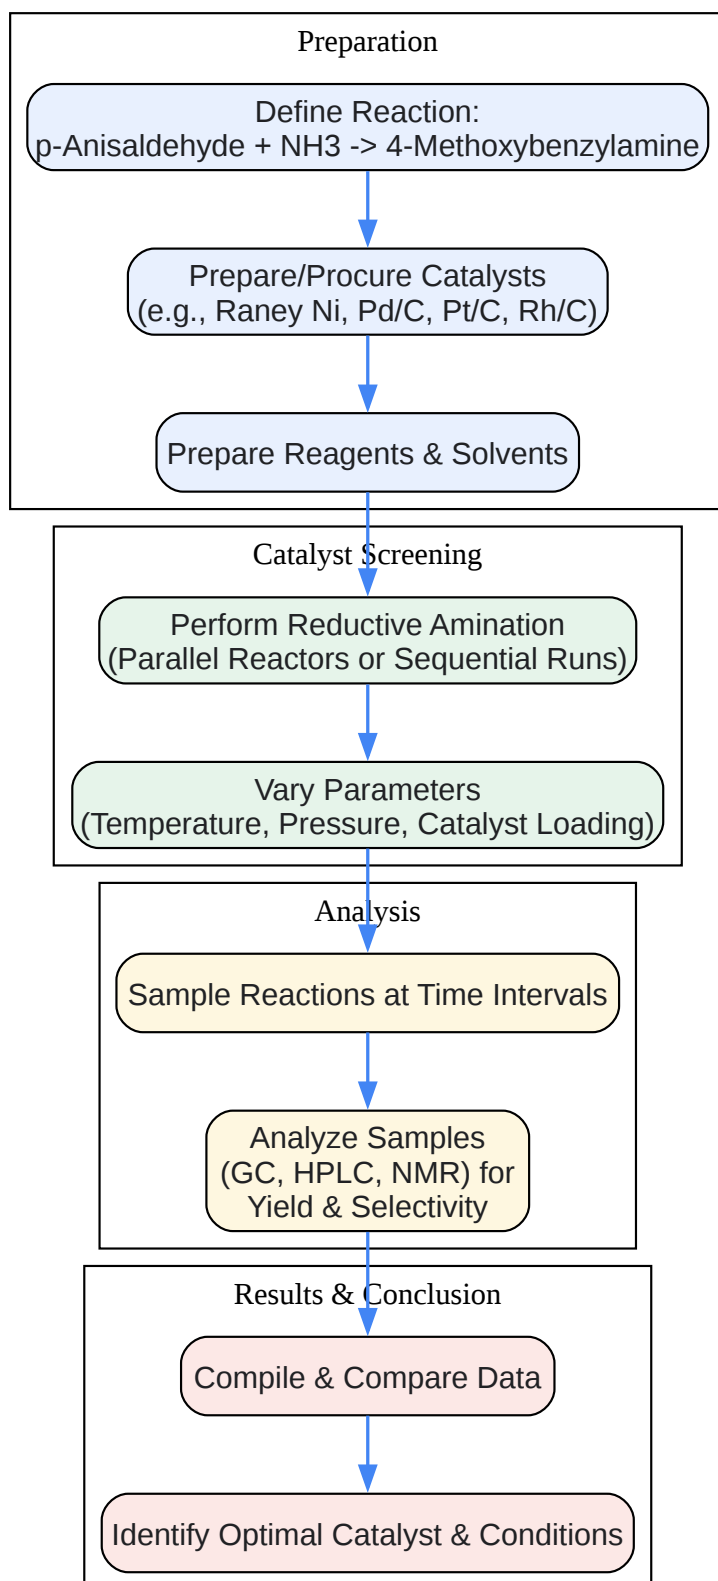 Preparation
Define Reaction:
p-Anisaldehyde + NH3 -> 4-Methoxybenzylamine
Prepare/Procure Catalysts
(e.g., Raney Ni, Pd/C, Pt/C, Rh/C)
Prepare Reagents & Solvents
Catalyst Screening
Perform Reductive Amination
(Parallel Reactors or Sequential Runs)
Vary Parameters
(Temperature, Pressure, Catalyst Loading)
Analysis
Sample Reactions at Time Intervals
Analyze Samples
(GC, HPLC, NMR) for
Yield & Selectivity
Results & Conclusion
Compile & Compare Data
Identify Optimal Catalyst & Conditions